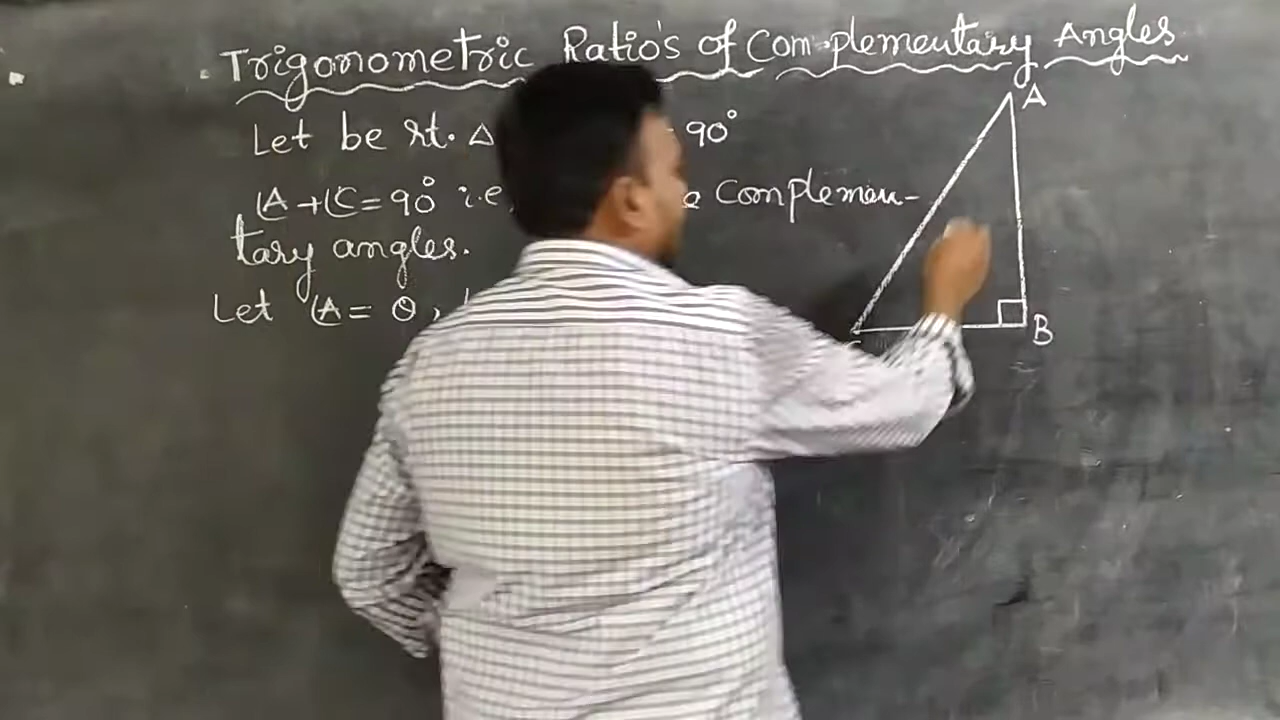 Trigonometric Ratio's of Complementary Angles
A
Let be rt. △ 90°
∠A+∠C=90° i.e, Complemen-
tary angles.
Let ∠A = θ,
B